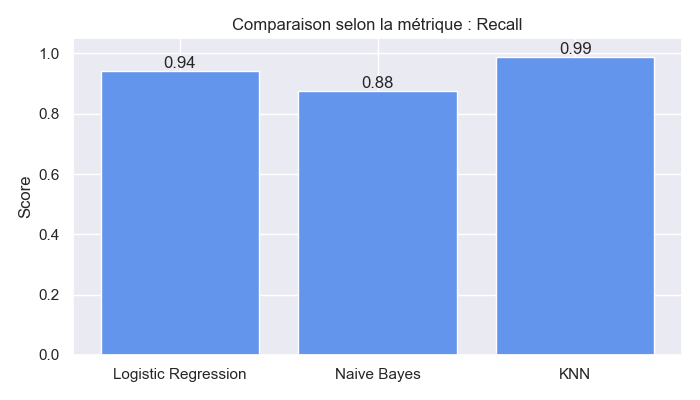 Comparaison selon la métrique : Recall
1.0
0.8
0.6
0.4
0.2
0.0
Score
0.94
0.88
0.99
Logistic Regression
Naive Bayes
KNN